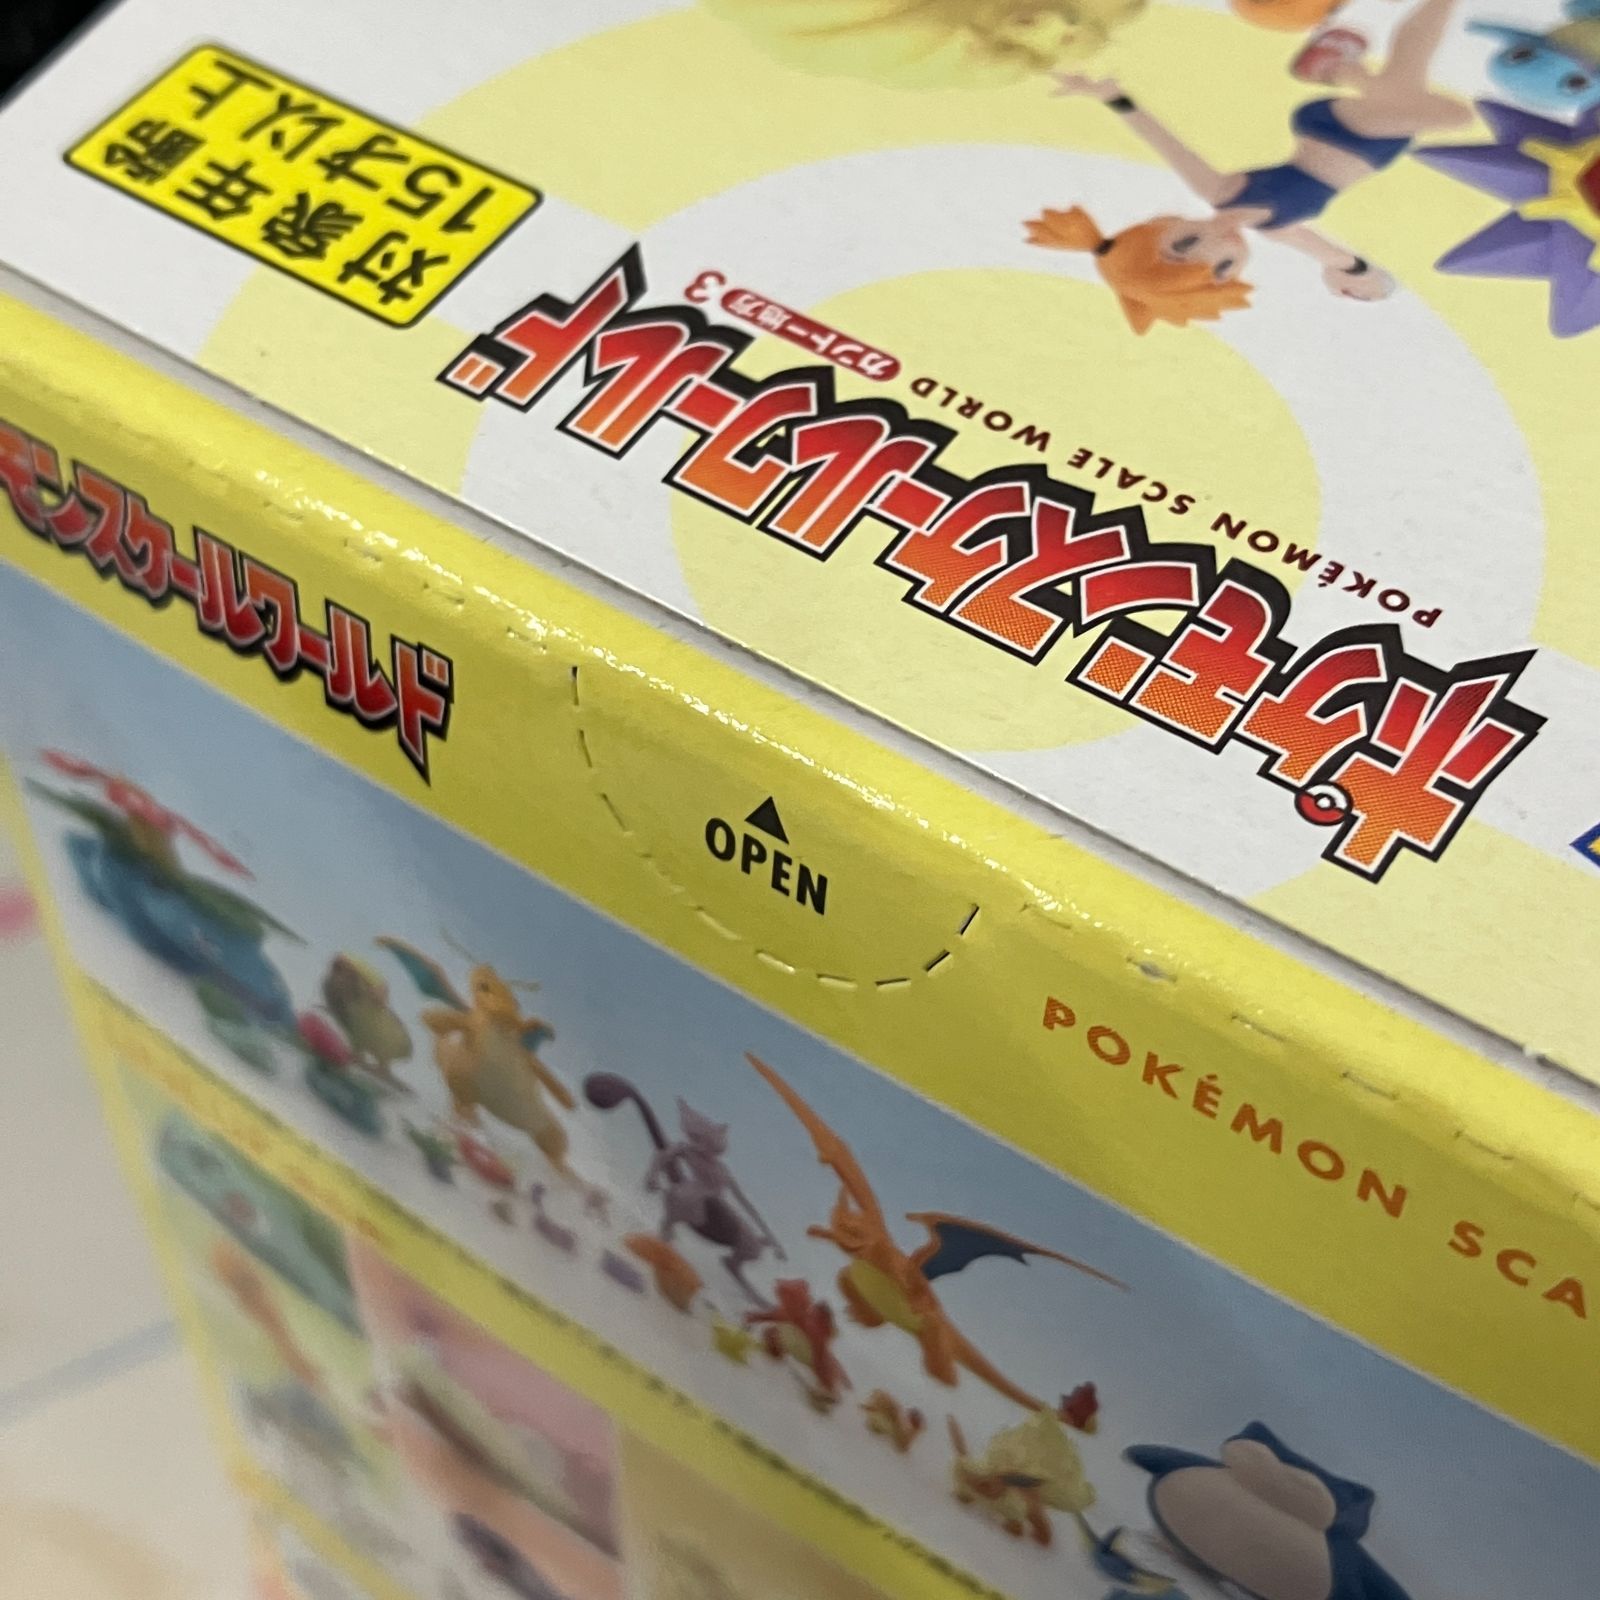 対象年齢
15才以上
ポケモンスケールワールド
POKÉMON SCALE WORLD カントー地方 3
モンスケールワールド
OPEN
POKÉMON SCA